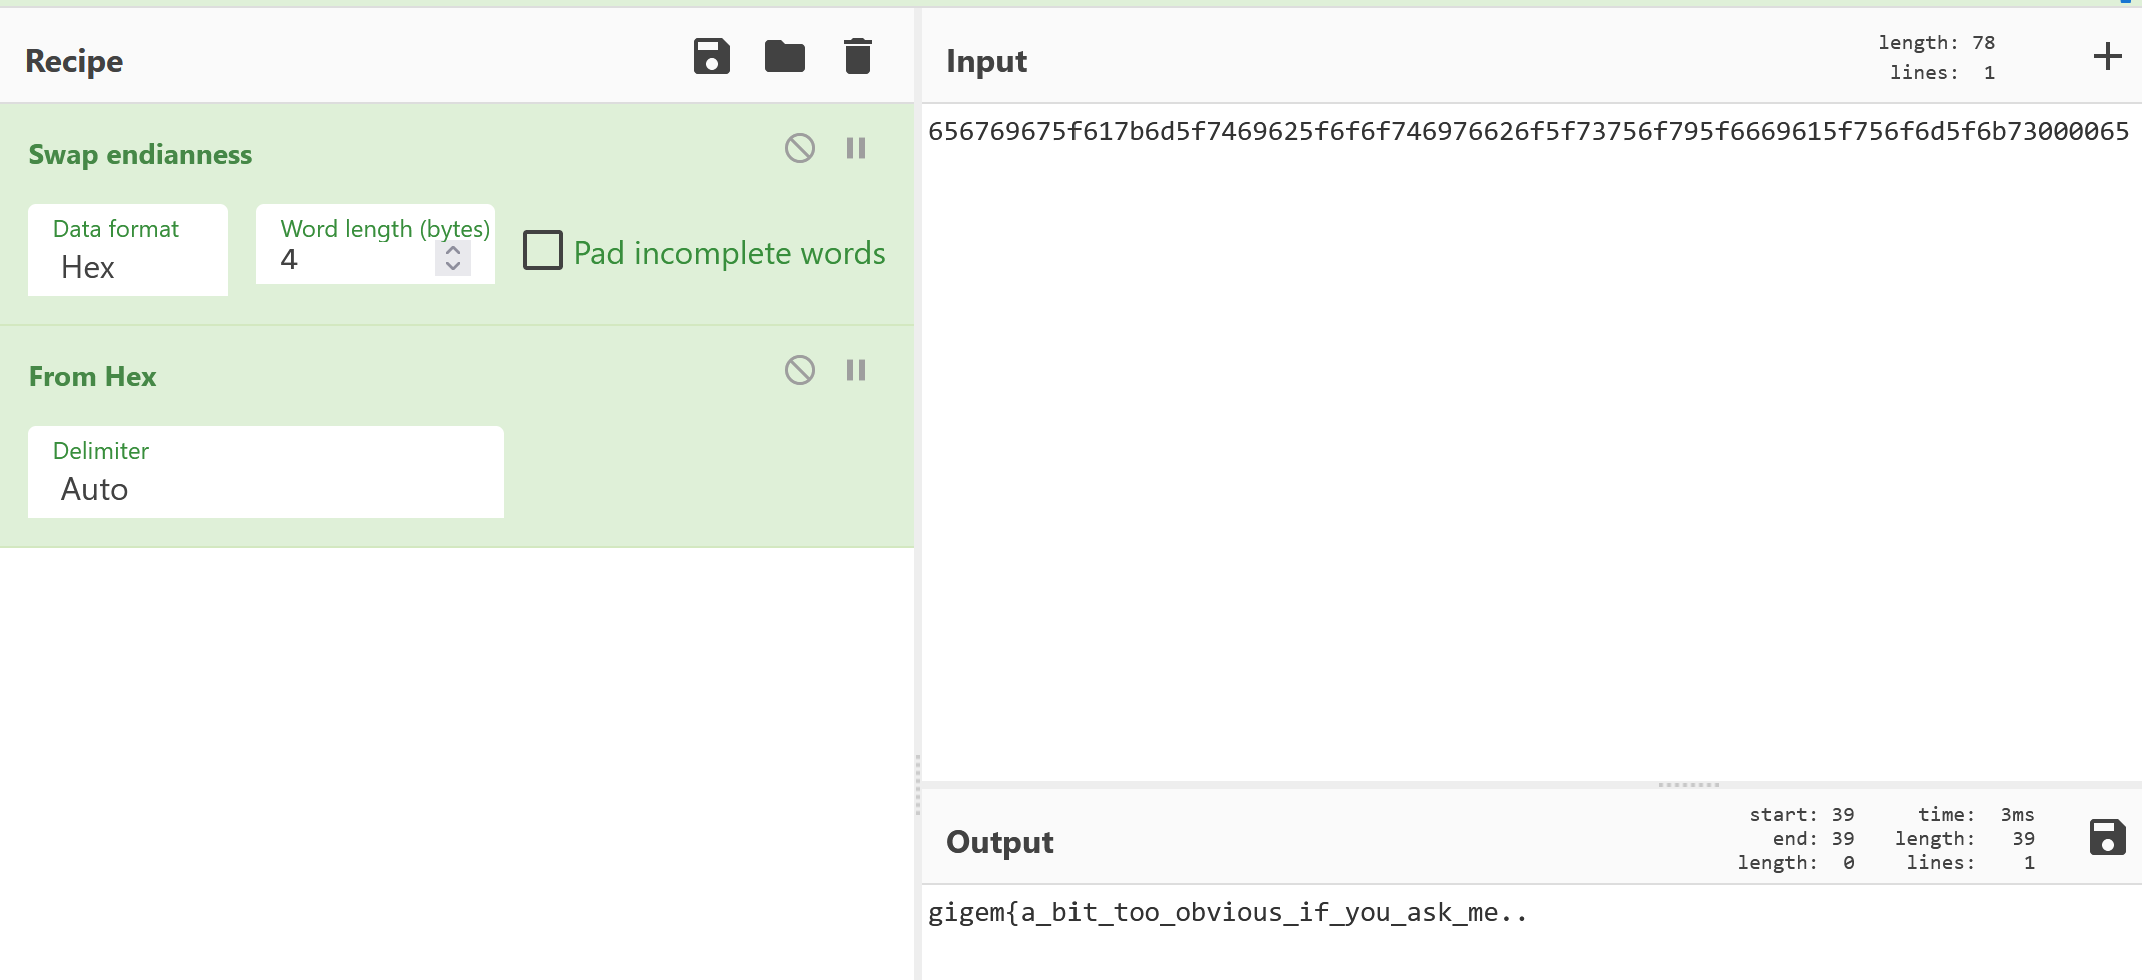 Recipe
Swap endianness
Data format
Hex
Word length (bytes)
4
Pad incomplete words
From Hex
Delimiter
Auto
Input
length: 78
lines: 1
656769675f617b6d5f7469625f6f6f746976626f5f73756f795f6669615f756f6d5f6b73000065
Output
start: 39 time: 3ms
end: 39 length: 39
length: 0 lines: 1
gigem{a_bit_too_obvious_if_you_ask_me..